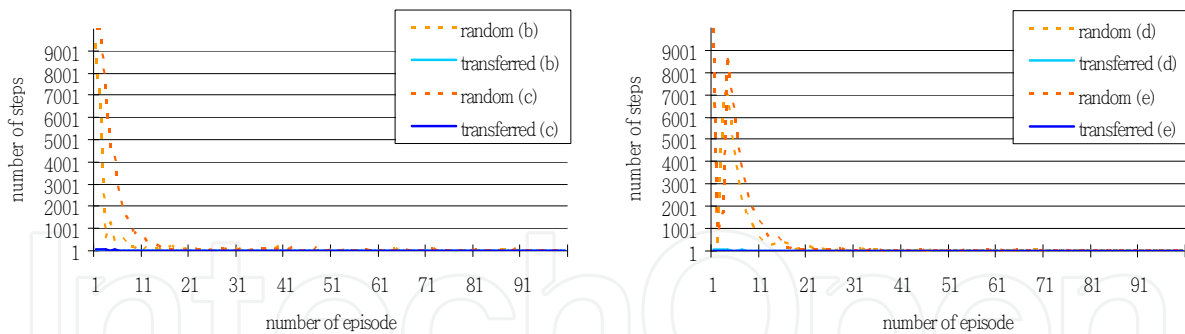 number of steps
9001
8001
7001
6001
5001
4001
3001
2001
1001
1
1 11 21 31 41 51 61 71 81 91
number of episode
random (b)
transferred (b)
random (c)
transferred (c)
number of steps
9001
8001
7001
6001
5001
4001
3001
2001
1001
1
1 11 21 31 41 51 61 71 81 91
number of episode
random (d)
transferred (d)
random (e)
transferred (e)
IntechOpen